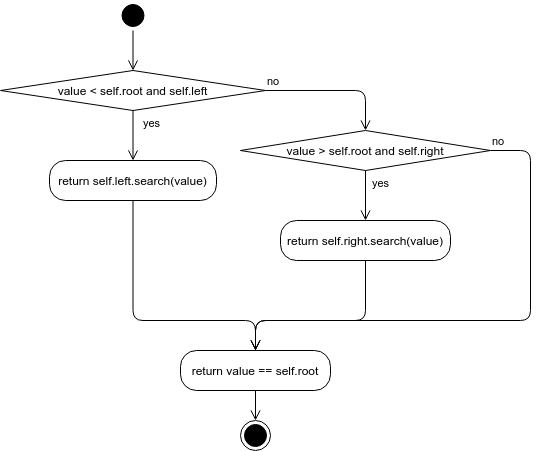 value < self.root and self.left
no
yes
value > self.root and self.right
no
return self.left.search(value)
yes
return self.right.search(value)
return value == self.root